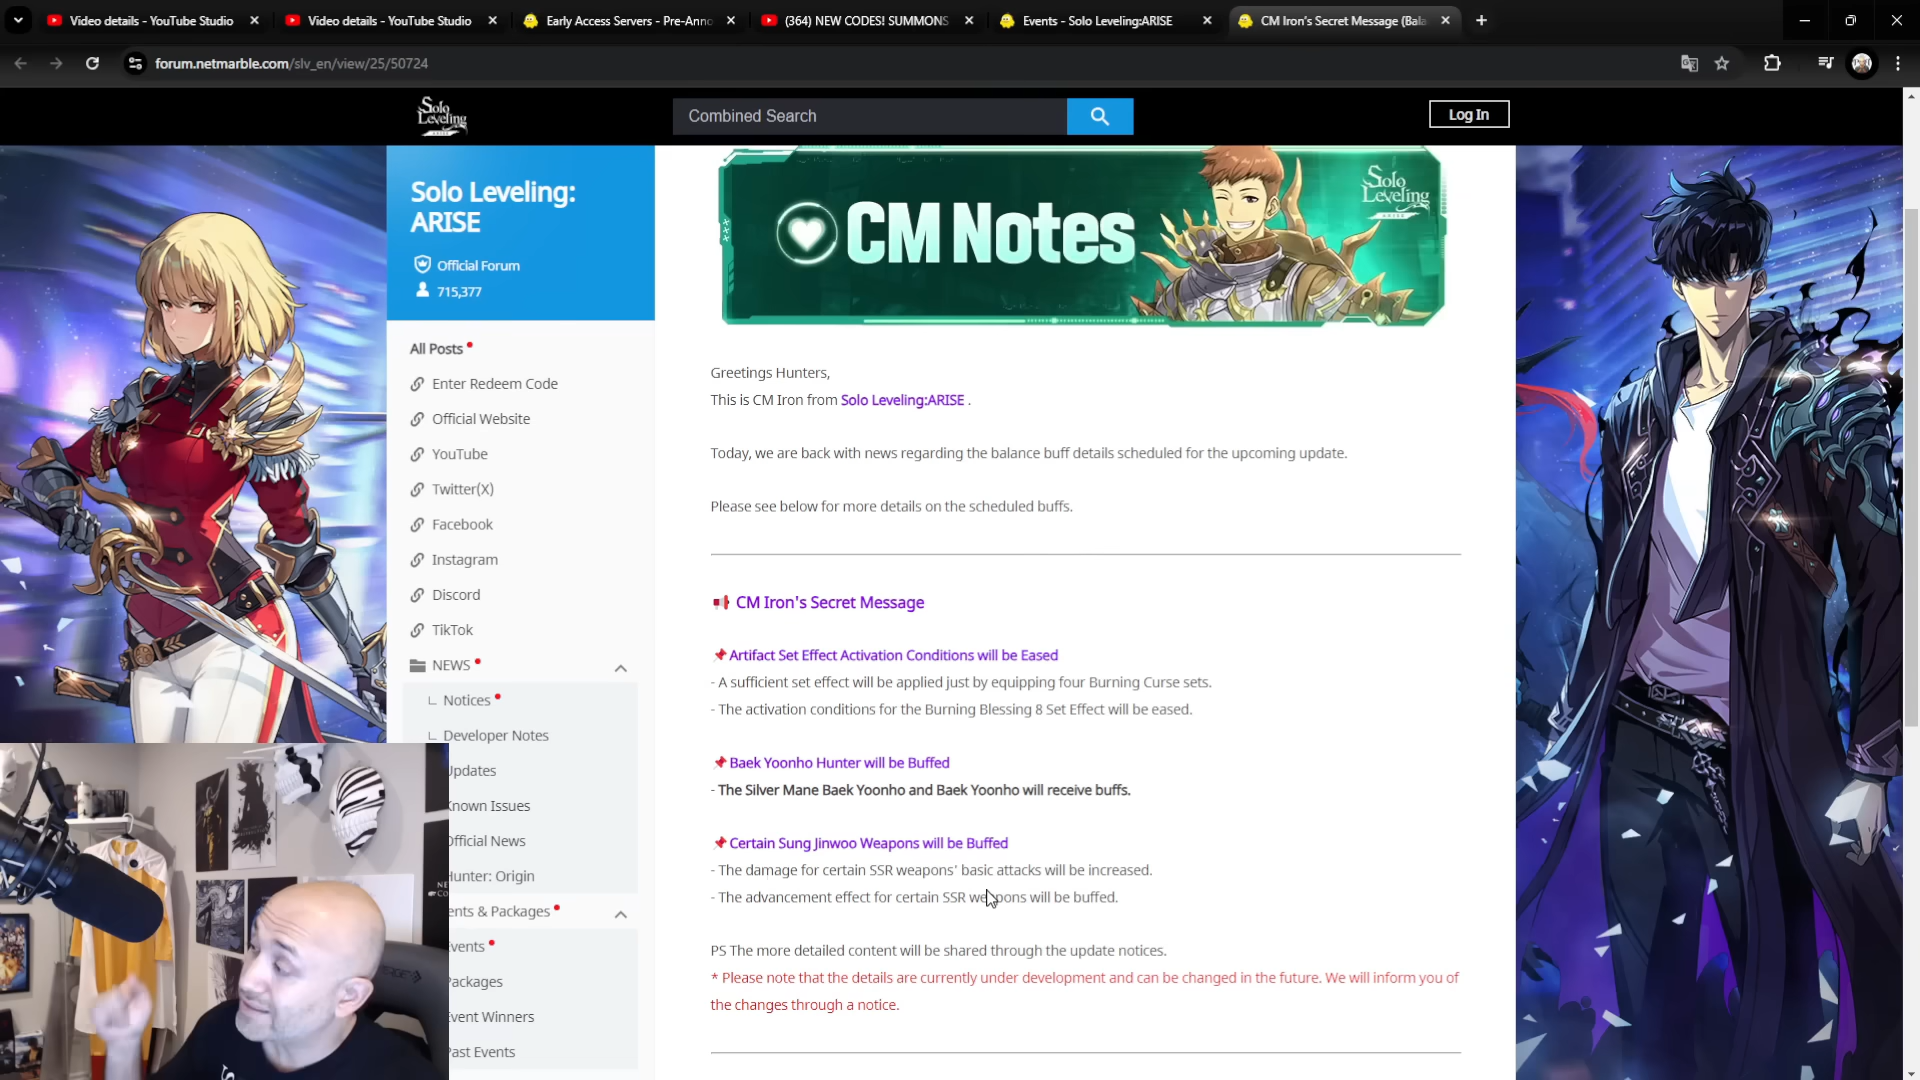 Video details - YouTube Studio
Video details - YouTube Studio
Early Access Servers - Pre-Anno
(364) NEW CODES! SUMMONS
Events - Solo Leveling:ARISE
CM Iron's Secret Message (Bala
forum.netmarble.com/slv_en/view/25/50724
Solo
Leveling
ARISE
Combined Search
Log In
Solo Leveling:
ARISE
Official Forum
715,377
All Posts
Enter Redeem Code
Official Website
YouTube
Twitter(X)
Facebook
Instagram
Discord
TikTok
NEWS
Notices
Developer Notes
Updates
Known Issues
Official News
Hunter: Origin
ents & Packages
Events
Packages
Event Winners
Past Events
CM Notes
Solo
Leveling
ARISE
Greetings Hunters,
This is CM Iron from Solo Leveling:ARISE .
Today, we are back with news regarding the balance buff details scheduled for the upcoming update.
Please see below for more details on the scheduled buffs.
CM Iron's Secret Message
Artifact Set Effect Activation Conditions will be Eased
- A sufficient set effect will be applied just by equipping four Burning Curse sets.
- The activation conditions for the Burning Blessing 8 Set Effect will be eased.
Baek Yoonho Hunter will be Buffed
- The Silver Mane Baek Yoonho and Baek Yoonho will receive buffs.
Certain Sung Jinwoo Weapons will be Buffed
- The damage for certain SSR weapons' basic attacks will be increased.
- The advancement effect for certain SSR weapons will be buffed.
PS The more detailed content will be shared through the update notices.
* Please note that the details are currently under development and can be changed in the future. We will inform you of
the changes through a notice.